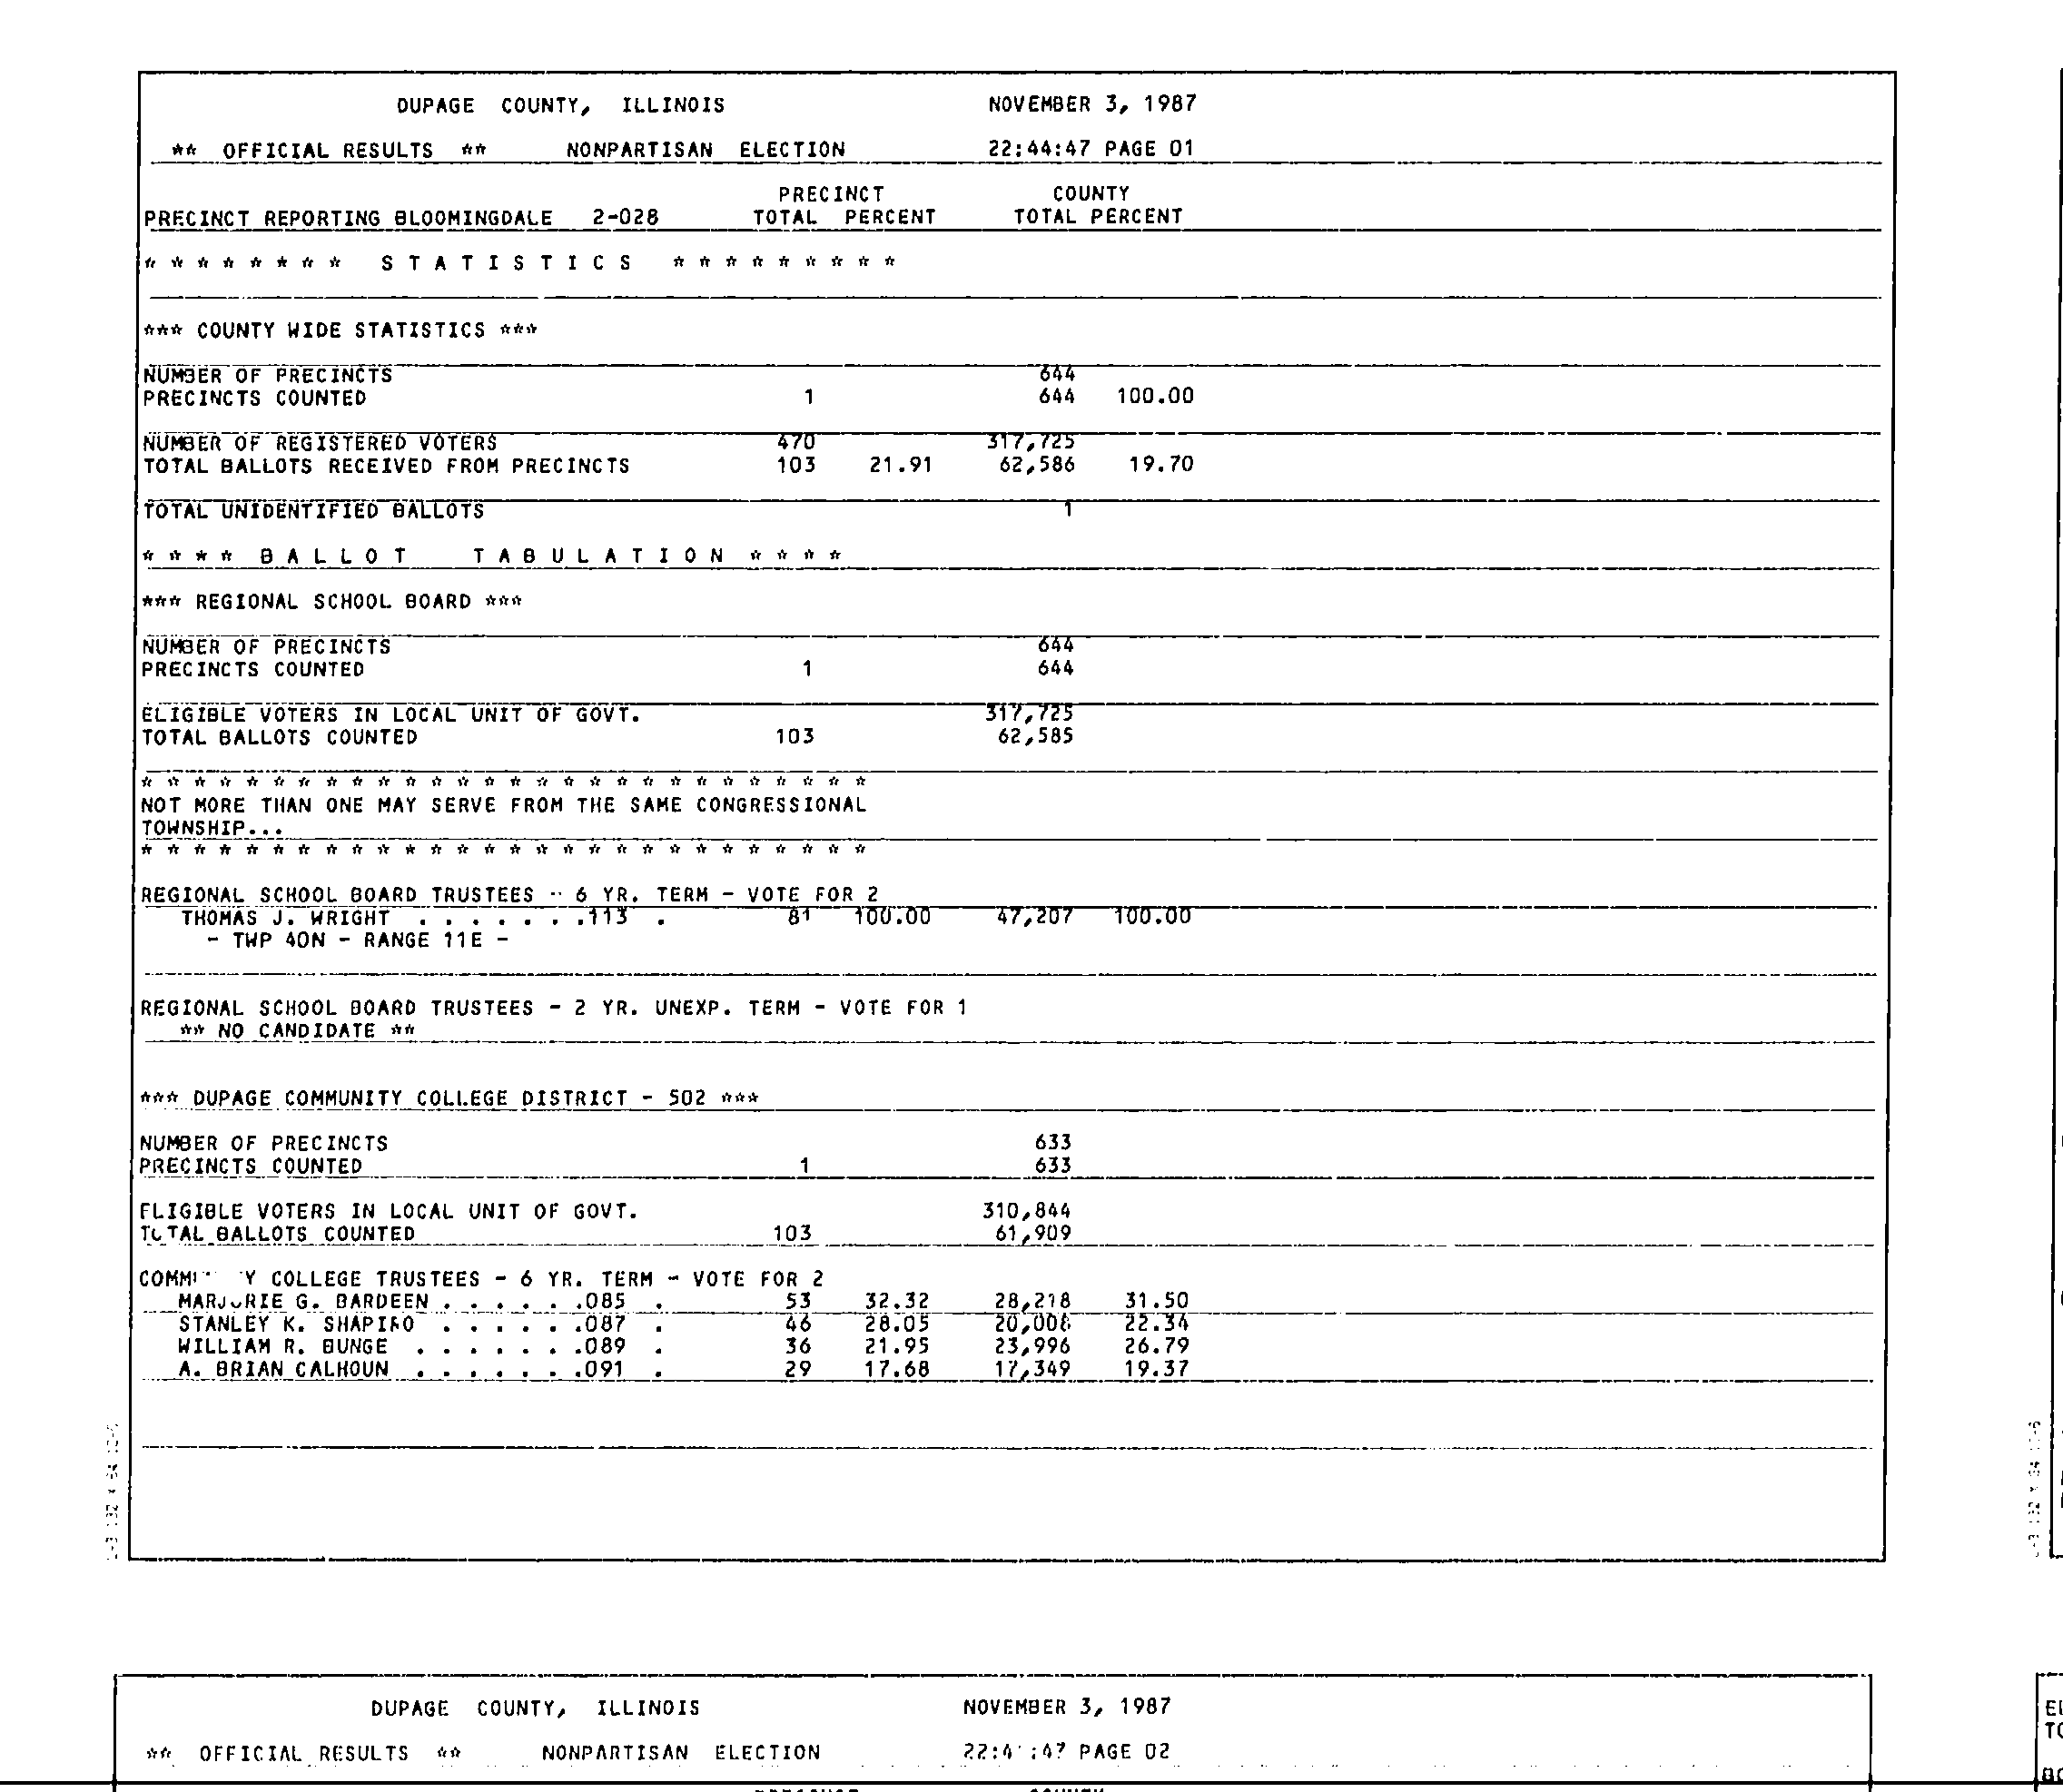 DUPAGE COUNTY, ILLINOIS NOVEMBER 3, 1987
** OFFICIAL RESULTS ** NONPARTISAN ELECTION 22:44:47 PAGE 01
PRECINCT COUNTY
PRECINCT REPORTING BLOOMINGDALE 2-028 TOTAL PERCENT TOTAL PERCENT
* * * * * * * * S T A T I S T I C S * * * * * * * * *
*** COUNTY WIDE STATISTICS ***
NUMBER OF PRECINCTS 644
PRECINCTS COUNTED 1 644 100.00
NUMBER OF REGISTERED VOTERS 470 317,725
TOTAL BALLOTS RECEIVED FROM PRECINCTS 103 21.91 62,586 19.70
TOTAL UNIDENTIFIED BALLOTS 1
* * * * B A L L O T T A B U L A T I O N * * * *
*** REGIONAL SCHOOL BOARD ***
NUMBER OF PRECINCTS 644
PRECINCTS COUNTED 1 644
ELIGIBLE VOTERS IN LOCAL UNIT OF GOVT. 317,725
TOTAL BALLOTS COUNTED 103 62,585
* * * * * * * * * * * * * * * * * * * * * * * * * * * *
NOT MORE THAN ONE MAY SERVE FROM THE SAME CONGRESSIONAL
TOWNSHIP...
* * * * * * * * * * * * * * * * * * * * * * * * * * * *
REGIONAL SCHOOL BOARD TRUSTEES - 6 YR. TERM - VOTE FOR 2
THOMAS J. WRIGHT . . . . . . .113 . 81 100.00 47,207 100.00
- TWP 40N - RANGE 11E -
REGIONAL SCHOOL BOARD TRUSTEES - 2 YR. UNEXP. TERM - VOTE FOR 1
** NO CANDIDATE **
*** DUPAGE COMMUNITY COLLEGE DISTRICT - 502 ***
NUMBER OF PRECINCTS 633
PRECINCTS COUNTED 1 633
ELIGIBLE VOTERS IN LOCAL UNIT OF GOVT. 310,844
TOTAL BALLOTS COUNTED 103 61,909
COLLEGE TRUSTEES - 6 YR. TERM - VOTE FOR 2
MARJORIE G. BARDEEN . . . . . .085 . 53 32.32 28,218 31.50
STANLEY K. SHAPIRO . . . . . .087 . 46 28.05 20,008 22.34
WILLIAM R. BUNGE . . . . . . .089 . 36 21.95 23,996 26.79
A. BRIAN CALHOUN . . . . . . .091 . 29 17.68 17,349 19.37
DUPAGE COUNTY, ILLINOIS NOVEMBER 3, 1987
** OFFICIAL RESULTS ** NONPARTISAN ELECTION PAGE 02